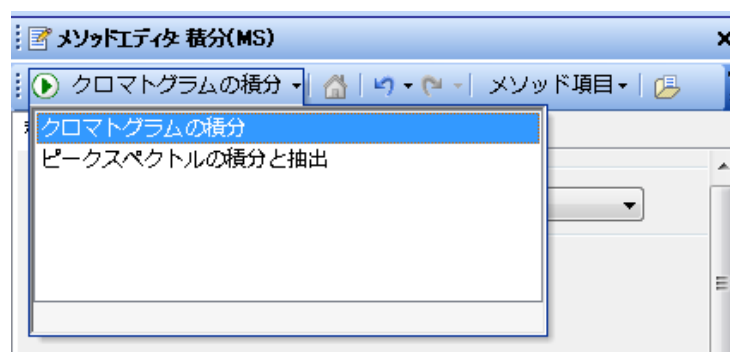 メソッドエディタ 積分(MS)
クロマトグラムの積分 メソッド項目
クロマトグラムの積分
ピークスペクトルの積分と抽出